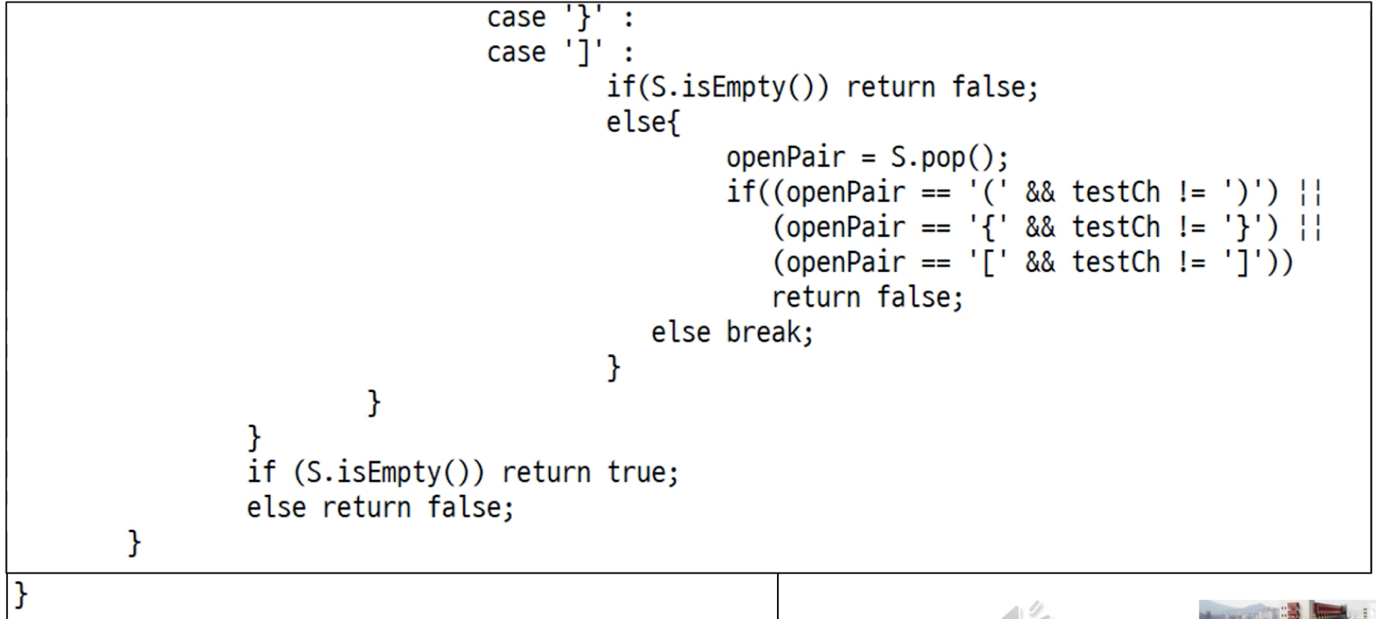 case '}' :
case ']' :
if(S.isEmpty()) return false;
else{
openPair = S.pop();
if((openPair == '(' && testCh != ')') ||
(openPair == '{' && testCh != '}') ||
(openPair == '[' && testCh != ']'))
return false;
else break;
}
}
}
if (S.isEmpty()) return true;
else return false;
}
}